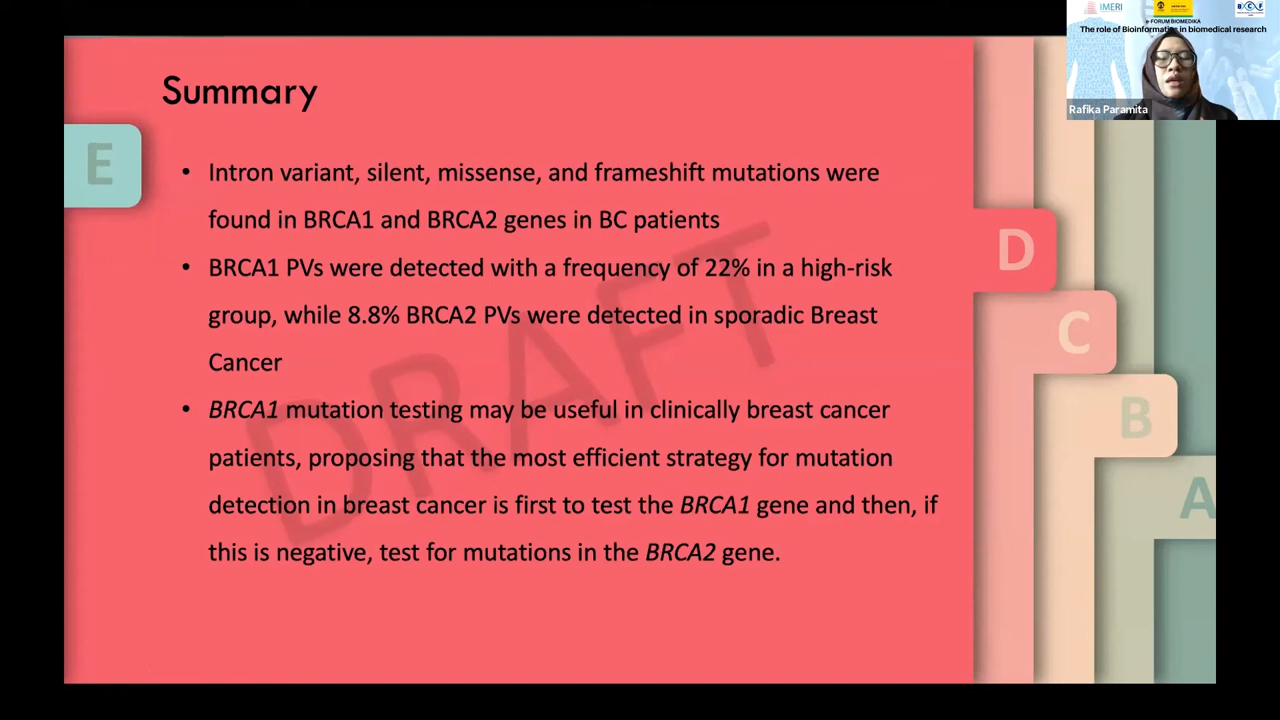 IMERI
B C F
e-FORUM BIOMEDIKA
The role of Bioinformatics in biomedical research
Rafika Paramita
Summary
E
• Intron variant, silent, missense, and frameshift mutations were
found in BRCA1 and BRCA2 genes in BC patients
• BRCA1 PVs were detected with a frequency of 22% in a high-risk
group, while 8.8% BRCA2 PVs were detected in sporadic Breast
Cancer
• BRCA1 mutation testing may be useful in clinically breast cancer
patients, proposing that the most efficient strategy for mutation
detection in breast cancer is first to test the BRCA1 gene and then, if
this is negative, test for mutations in the BRCA2 gene.
DRAFT
D
C
B
A